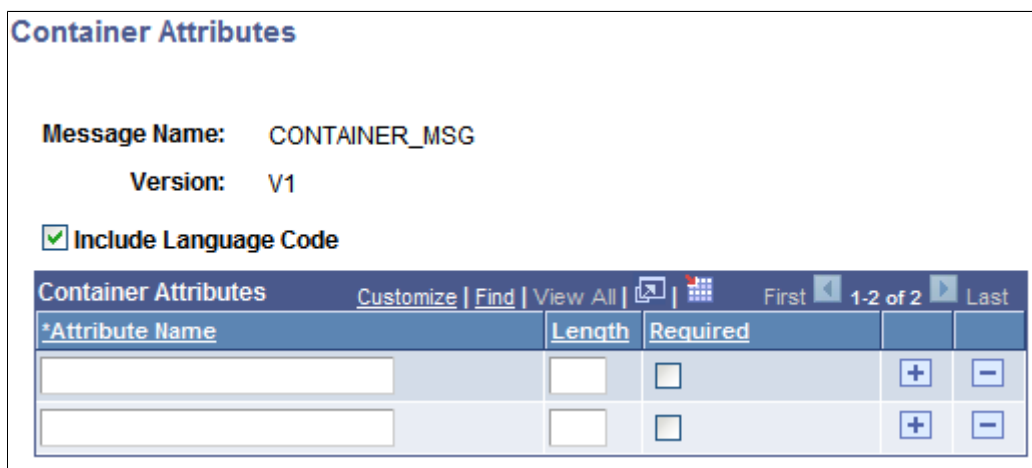 Container Attributes
Message Name: CONTAINER_MSG
Version: V1
Include Language Code
Container Attributes Customize | Find | View All | | First 1-2 of 2 Last
*Attribute Name Length Required